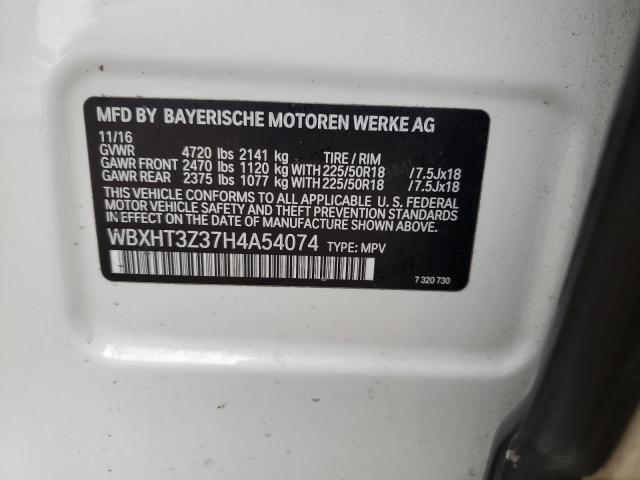 MFD BY BAYERISCHE MOTOREN WERKE AG
11/16
GVWR 4720 lbs 2141 kg TIRE / RIM
GAWR FRONT 2470 lbs 1120 kg WITH 225/50R18 /7.5Jx18
GAWR REAR 2375 lbs 1077 kg WITH 225/50R18 /7.5Jx18
THIS VEHICLE CONFORMS TO ALL APPLICABLE U. S. FEDERAL
MOTOR VEHICLE SAFETY AND THEFT PREVENTION STANDARDS
IN EFFECT ON THE DATE OF MANUFACTURE SHOWN ABOVE.
WBXHT3Z37H4A54074 TYPE: MPV
7 320 730